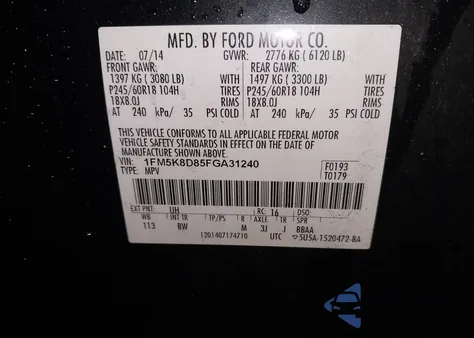 MFD. BY FORD MOTOR CO.
DATE: 07/14 GVWR: 2776 KG ( 6120 LB)
FRONT GAWR: REAR GAWR:
1397 KG ( 3080 LB) 1497 KG ( 3300 LB)
P245/60R18 104H TIRES P245/60R18 104H TIRES
18X8.0J RIMS 18X8.0J RIMS
AT 240 kPa/ 35 PSI COLD AT 240 kPa/ 35 PSI COLD
THIS VEHICLE CONFORMS TO ALL APPLICABLE FEDERAL MOTOR
VEHICLE SAFETY STANDARDS IN EFFECT ON THE DATE OF
MANUFACTURE SHOWN ABOVE.
VIN: 1FM5K8D85FGA31240 F0193
TYPE: MPV T0179
EXT PNT: UH RC: 16 DSO:
WB BRK INT TR TP/PS R AXLE TR SPR
113 BW M 3J J BBAA
1201407174710 UTC 5U5A-1520472-BA